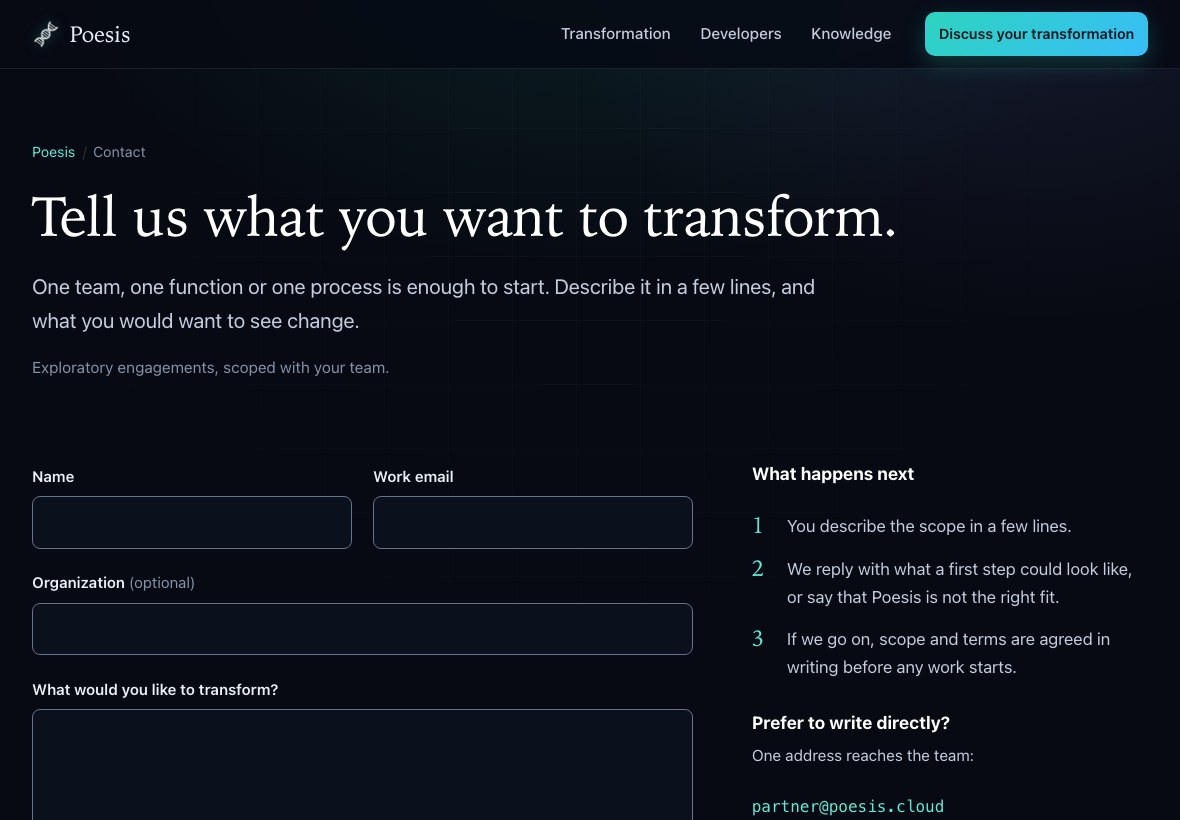 Poesis
Transformation
Developers
Knowledge
Discuss your transformation
Poesis / Contact
Tell us what you want to transform.
One team, one function or one process is enough to start. Describe it in a few lines, and
what you would want to see change.
Exploratory engagements, scoped with your team.
Name
Work email
Organization (optional)
What would you like to transform?
What happens next
1 You describe the scope in a few lines.
2 We reply with what a first step could look like,
or say that Poesis is not the right fit.
3 If we go on, scope and terms are agreed in
writing before any work starts.
Prefer to write directly?
One address reaches the team:
partner@poesis.cloud